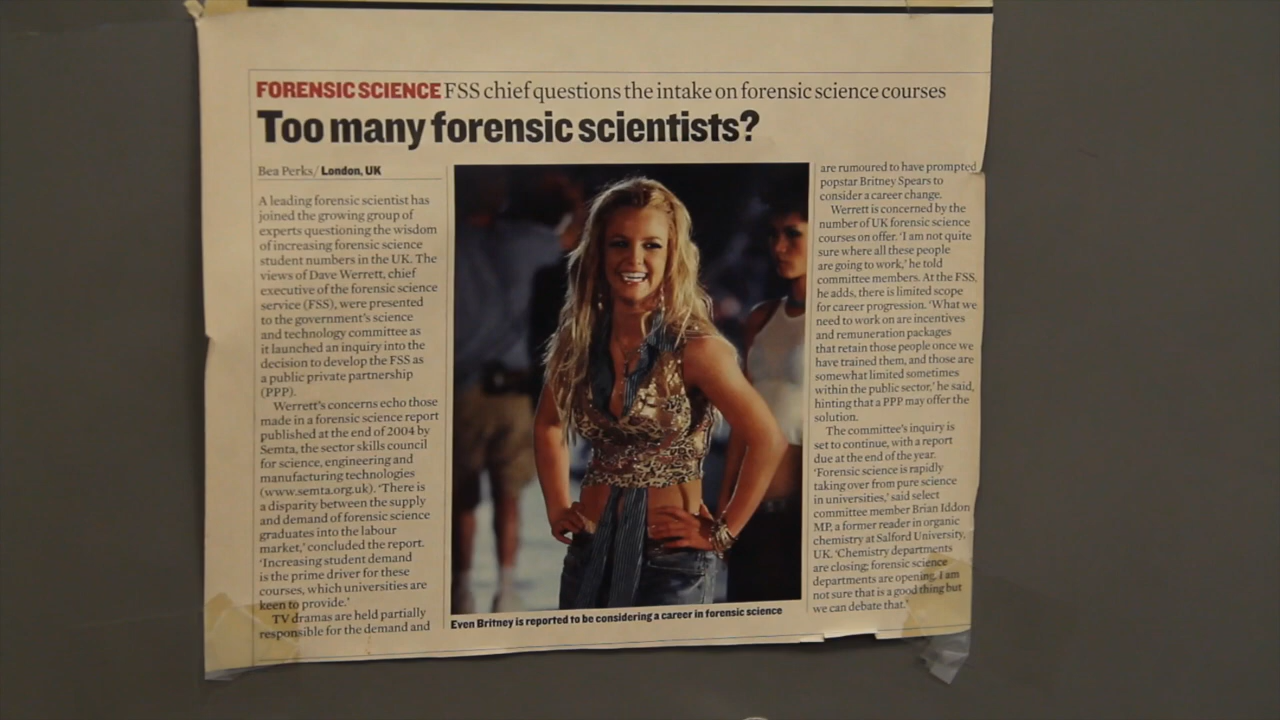 FORENSIC SCIENCE FSS chief questions the intake on forensic science courses
Too many forensic scientists?
Bea Perks/London, UK
A leading forensic scientist has
joined the growing group of
experts questioning the wisdom
of increasing forensic science
student numbers in the UK. The
views of Dave Werrett, chief
executive of the forensic science
service (FSS), were presented
to the government's science
and technology committee as
it launched an inquiry into the
decision to develop the FSS as
a public private partnership
(PPP).
Werrett's concerns echo those
made in a forensic science report
published at the end of 2004 by
Semta, the sector skills council
for science, engineering and
manufacturing technologies
(www.semta.org.uk). 'There is
a disparity between the supply
and demand of forensic science
graduates into the labour
market,' concluded the report.
'Increasing student demand
is the prime driver for these
courses, which universities are
keen to provide.'
TV dramas are held partially
responsible for the demand and
Even Britney is reported to be considering a career in forensic science
are rumoured to have prompted
popstar Britney Spears to
consider a career change.
Werrett is concerned by the
number of UK forensic science
courses on offer. 'I am not quite
sure where all these people
are going to work,' he told
committee members. At the FSS,
he adds, there is limited scope
for career progression. 'What we
need to work on are incentives
and remuneration packages
that retain those people once we
have trained them, and those are
somewhat limited sometimes
within the public sector,' he said,
hinting that a PPP may offer the
solution.
The committee's inquiry is
set to continue, with a report
due at the end of the year.
'Forensic science is rapidly
taking over from pure science
in universities,' said select
committee member Brian Iddon
MP, a former reader in organic
chemistry at Salford University,
UK. 'Chemistry departments
are closing; forensic science
departments are opening. I am
not sure that is a good thing but
we can debate that.'